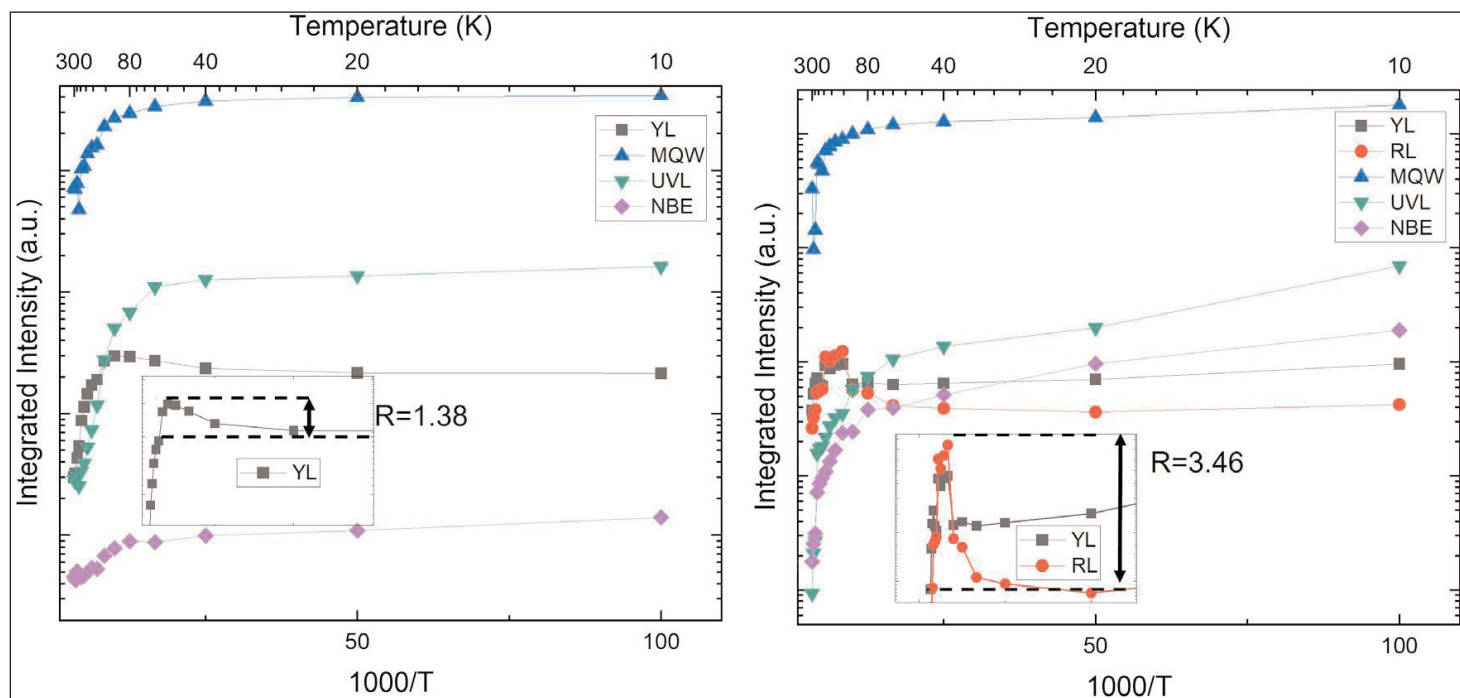 Temperature (K)
300 80 40 20 10
Integrated Intensity (a.u.)
YL
MQW
UVL
NBE
R=1.38
YL
50 100
1000/T
Temperature (K)
300 80 40 20 10
Integrated Intensity (a.u.)
YL
RL
MQW
UVL
NBE
R=3.46
YL
RL
50 100
1000/T